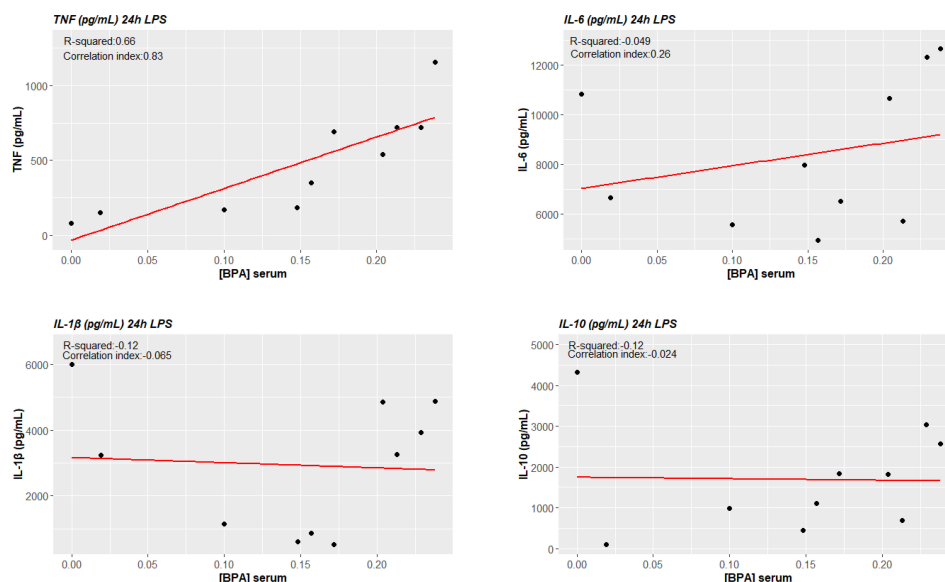 TNF (pg/mL) 24h LPS
R-squared:0.66
Correlation index:0.83
TNF (pg/mL)
1000
500
0
0.00 0.05 0.10 0.15 0.20
[BPA] serum
IL-6 (pg/mL) 24h LPS
R-squared:-0.049
Correlation index:0.26
IL-6 (pg/mL)
12000
10000
8000
6000
0.00 0.05 0.10 0.15 0.20
[BPA] serum
IL-1β (pg/mL) 24h LPS
R-squared:-0.12
Correlation index:-0.065
IL-1β (pg/mL)
6000
4000
2000
0.00 0.05 0.10 0.15 0.20
[BPA] serum
IL-10 (pg/mL) 24h LPS
R-squared:-0.12
Correlation index:-0.024
IL-10 (pg/mL)
5000
4000
3000
2000
1000
0
0.00 0.05 0.10 0.15 0.20
[BPA] serum